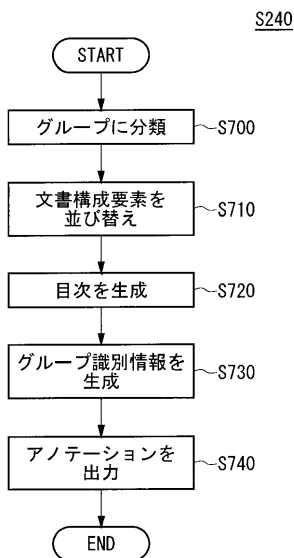 S240
START
グループに分類
S700
文書構成要素を
並び替え
S710
目次を生成
S720
グループ識別情報を
生成
S730
アノテーションを
出力
S740
END